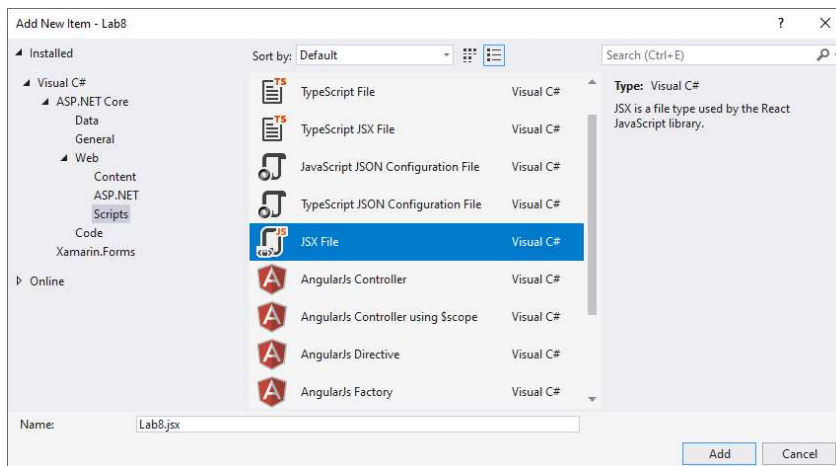 Add New Item - Lab8
? X
Installed
Visual C#
ASP.NET Core
Data
General
Web
Content
ASP.NET
Scripts
Code
Xamarin.Forms
Online
Sort by: Default
TS TypeScript File Visual C#
TS TypeScript JSX File Visual C#
JavaScript JSON Configuration File Visual C#
TypeScript JSON Configuration File Visual C#
JS JSX File Visual C#
A AngularJs Controller Visual C#
A AngularJs Controller using $scope Visual C#
A AngularJs Directive Visual C#
A AngularJs Factory Visual C#
Search (Ctrl+E)
Type: Visual C#
JSX is a file type used by the React
JavaScript library.
Name: Lab8.jsx
Add Cancel